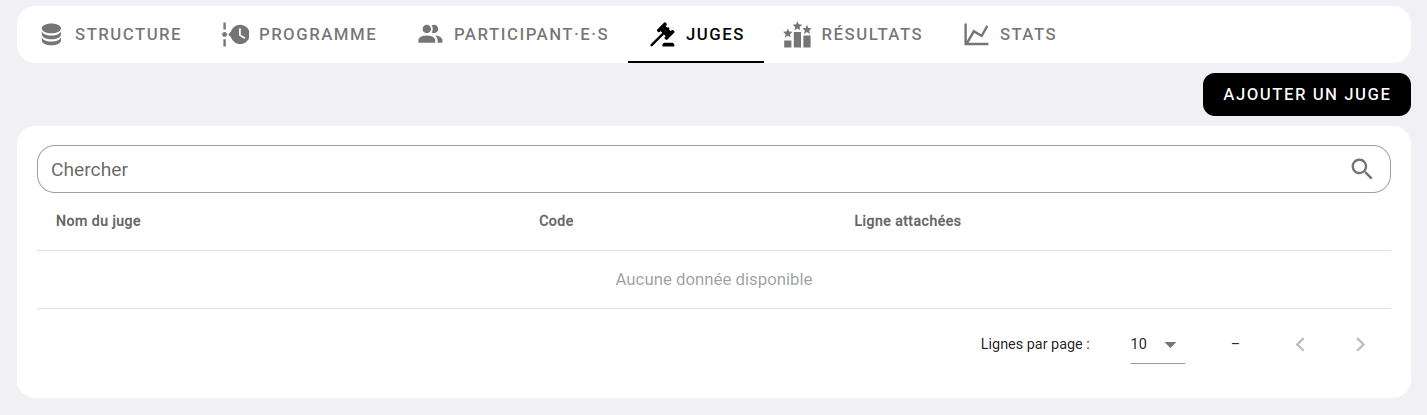 STRUCTURE PROGRAMME PARTICIPANT·E·S JUGES RÉSULTATS STATS
AJOUTER UN JUGE
Chercher
Nom du juge Code Ligne attachées
Aucune donnée disponible
Lignes par page : 10 –